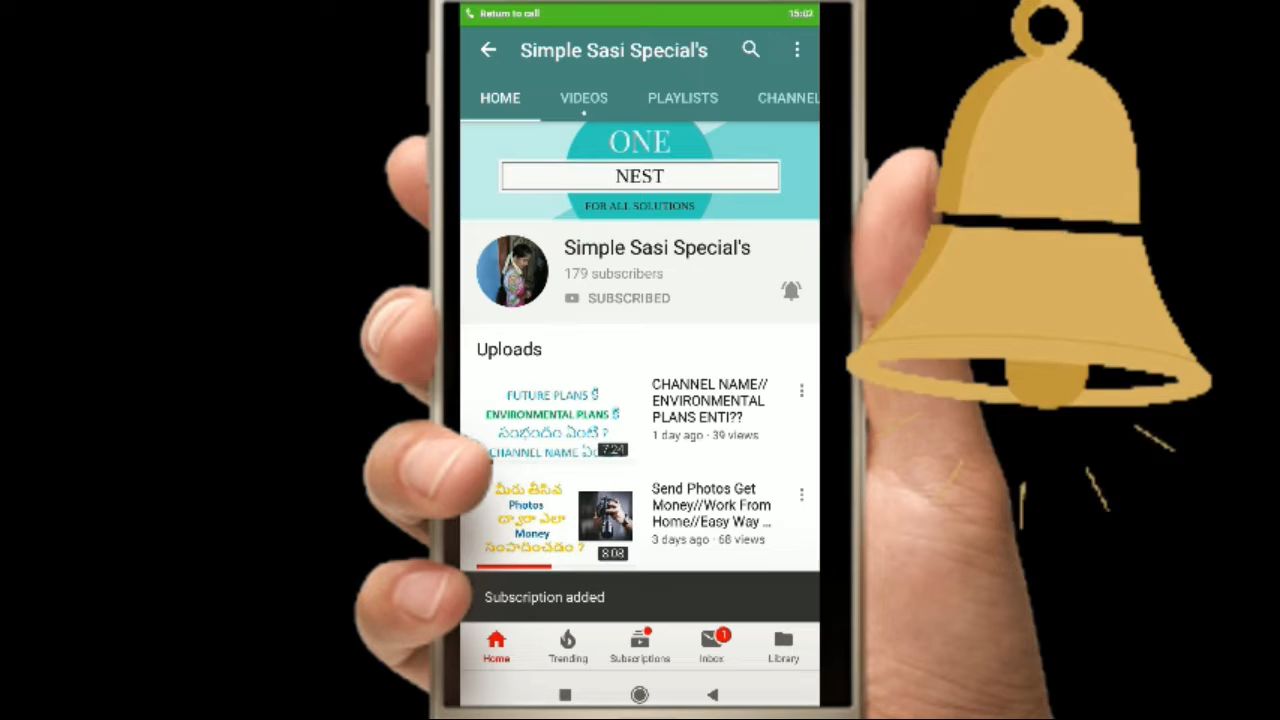 Return to call 15:02
Simple Sasi Special's
HOME VIDEOS PLAYLISTS CHANNEL
ONE
NEST
FOR ALL SOLUTIONS
Simple Sasi Special's
179 subscribers
SUBSCRIBED
Uploads
FUTURE PLANS కీ
ENVIRONMENTAL PLANS కీ
సంభందం ఏంటి ?
CHANNEL NAME
7:24
CHANNEL NAME//
ENVIRONMENTAL
PLANS ENTI??
1 day ago · 39 views
మీరు తీసిన
Photos
ద్వారా ఎలా
Money
సంపాదించడం ?
8:03
Send Photos Get
Money//Work From
Home//Easy Way ...
3 days ago · 68 views
Subscription added
1
Home Trending Subscriptions Inbox Library